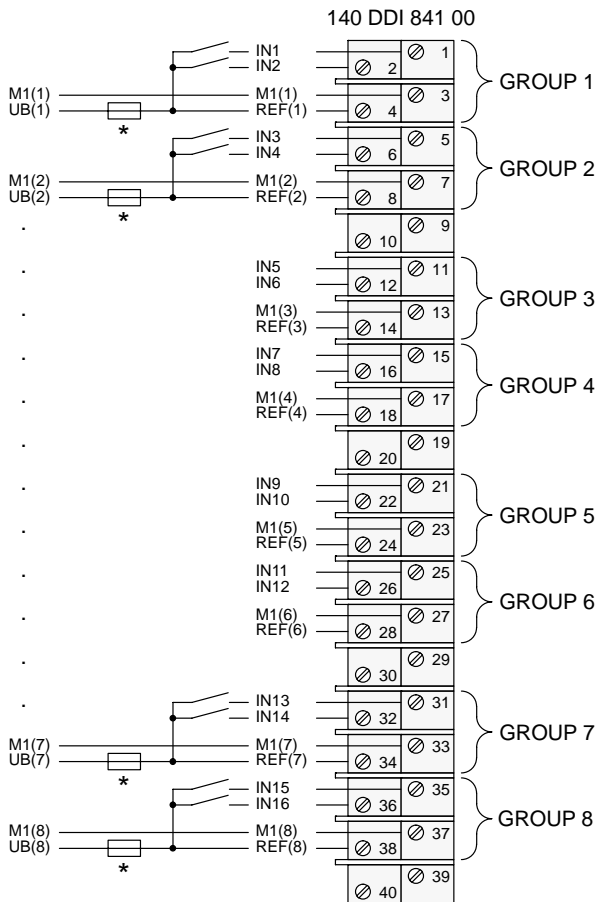 140 DDI 841 00
IN1 1
IN2 2
GROUP 1
M1(1) M1(1) 3
UB(1) REF(1) 4
*
IN3 5
IN4 6
GROUP 2
M1(2) M1(2) 7
UB(2) REF(2) 8
*
. 9
10
. IN5 11
IN6 12
GROUP 3
. M1(3) 13
REF(3) 14
. IN7 15
IN8 16
GROUP 4
. M1(4) 17
REF(4) 18
. 19
20
. IN9 21
IN10 22
GROUP 5
. M1(5) 23
REF(5) 24
. IN11 25
IN12 26
GROUP 6
. M1(6) 27
REF(6) 28
. 29
30
. IN13 31
IN14 32
GROUP 7
M1(7) M1(7) 33
UB(7) REF(7) 34
*
IN15 35
IN16 36
GROUP 8
M1(8) M1(8) 37
UB(8) REF(8) 38
*
39
40